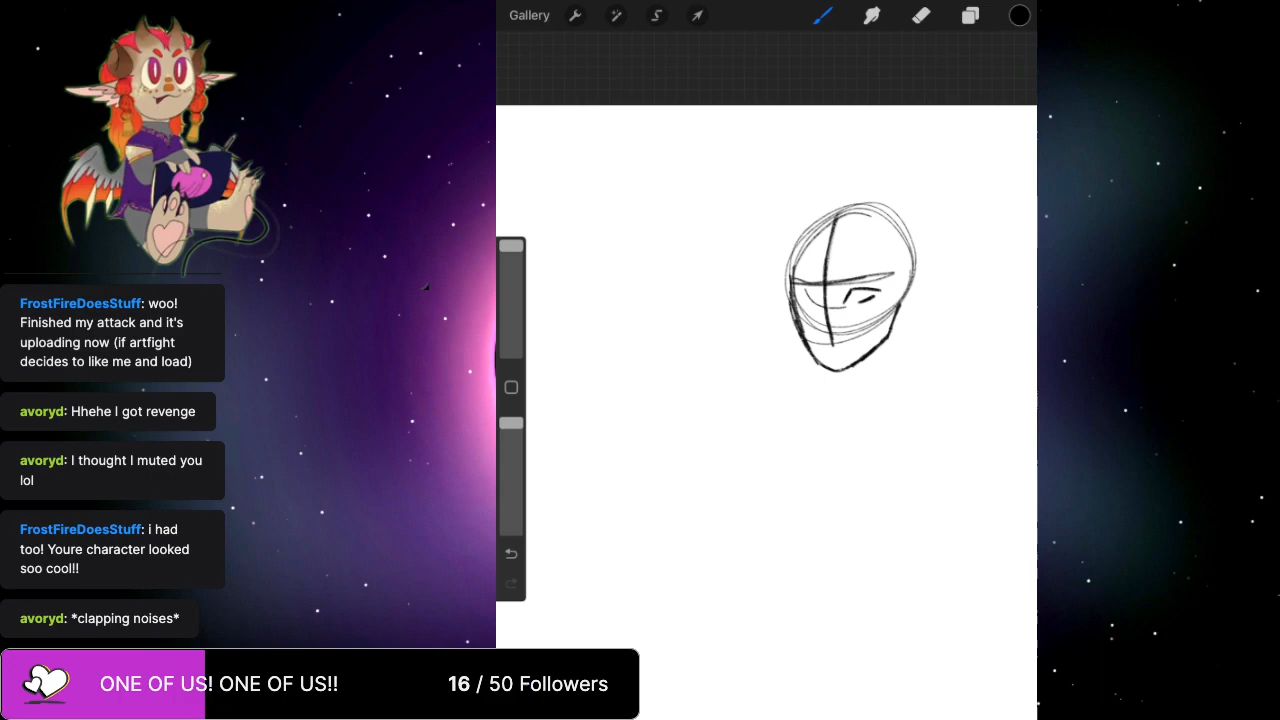 Gallery
FrostFireDoesStuff: woo!
Finished my attack and it's
uploading now (if artfight
decides to like me and load)
avoryd: Hhehe I got revenge
avoryd: I thought I muted you
lol
FrostFireDoesStuff: i had
too! Youre character looked
soo cool!!
avoryd: *clapping noises*
ONE OF US! ONE OF US!!
16 / 50 Followers